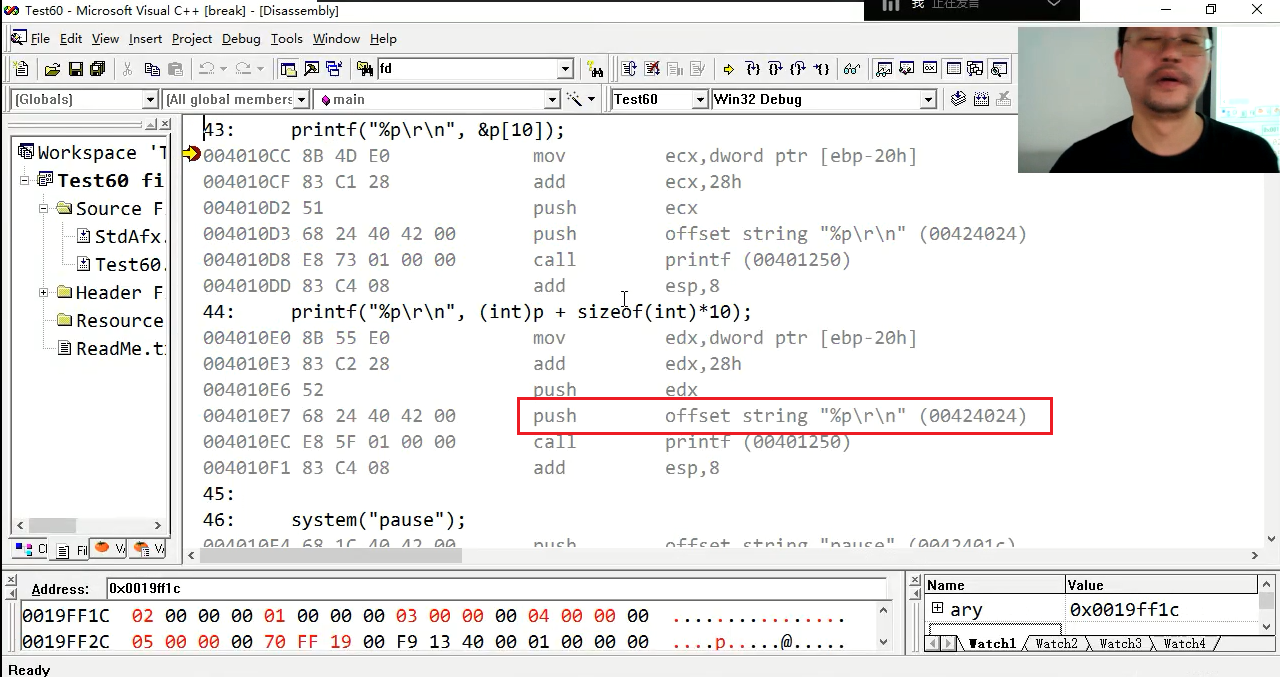 Test60 - Microsoft Visual C++ [break] - [Disassembly]
我 正在发言
File Edit View Insert Project Debug Tools Window Help
fd
(Globals) (All global members main Test60 Win32 Debug
Workspace 'T
Test60 fi
Source F
StdAfx.
Test60.
Header F
Resource
ReadMe.t
43: printf("%p\r\n", &p[10]);
004010CC 8B 4D E0 mov ecx,dword ptr [ebp-20h]
004010CF 83 C1 28 add ecx,28h
004010D2 51 push ecx
004010D3 68 24 40 42 00 push offset string "%p\r\n" (00424024)
004010D8 E8 73 01 00 00 call printf (00401250)
004010DD 83 C4 08 add esp,8
44: printf("%p\r\n", (int)p + sizeof(int)*10);
004010E0 8B 55 E0 mov edx,dword ptr [ebp-20h]
004010E3 83 C2 28 add edx,28h
004010E6 52 push edx
004010E7 68 24 40 42 00 push offset string "%p\r\n" (00424024)
004010EC E8 5F 01 00 00 call printf (00401250)
004010F1 83 C4 08 add esp,8
45:
46: system("pause");
004010F4 68 1C 40 42 00 push offset string "pause" (0042401c)
Address: 0x0019ff1c
0019FF1C 02 00 00 00 01 00 00 00 03 00 00 00 04 00 00 00 ................
0019FF2C 05 00 00 00 70 FF 19 00 F9 13 40 00 01 00 00 00 ....p.....@.....
Name Value
ary 0x0019ff1c
Watch1 Watch2 Watch3 Watch4
Ready